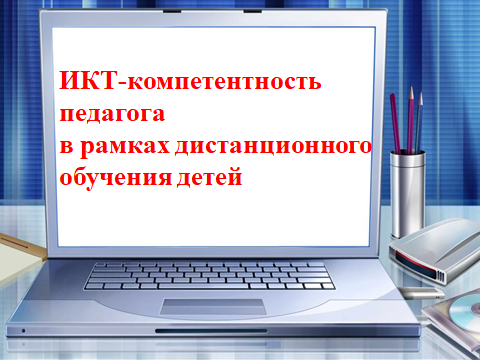 ИКТ-компетентность
педагога
в рамках дистанционного
обучения детей